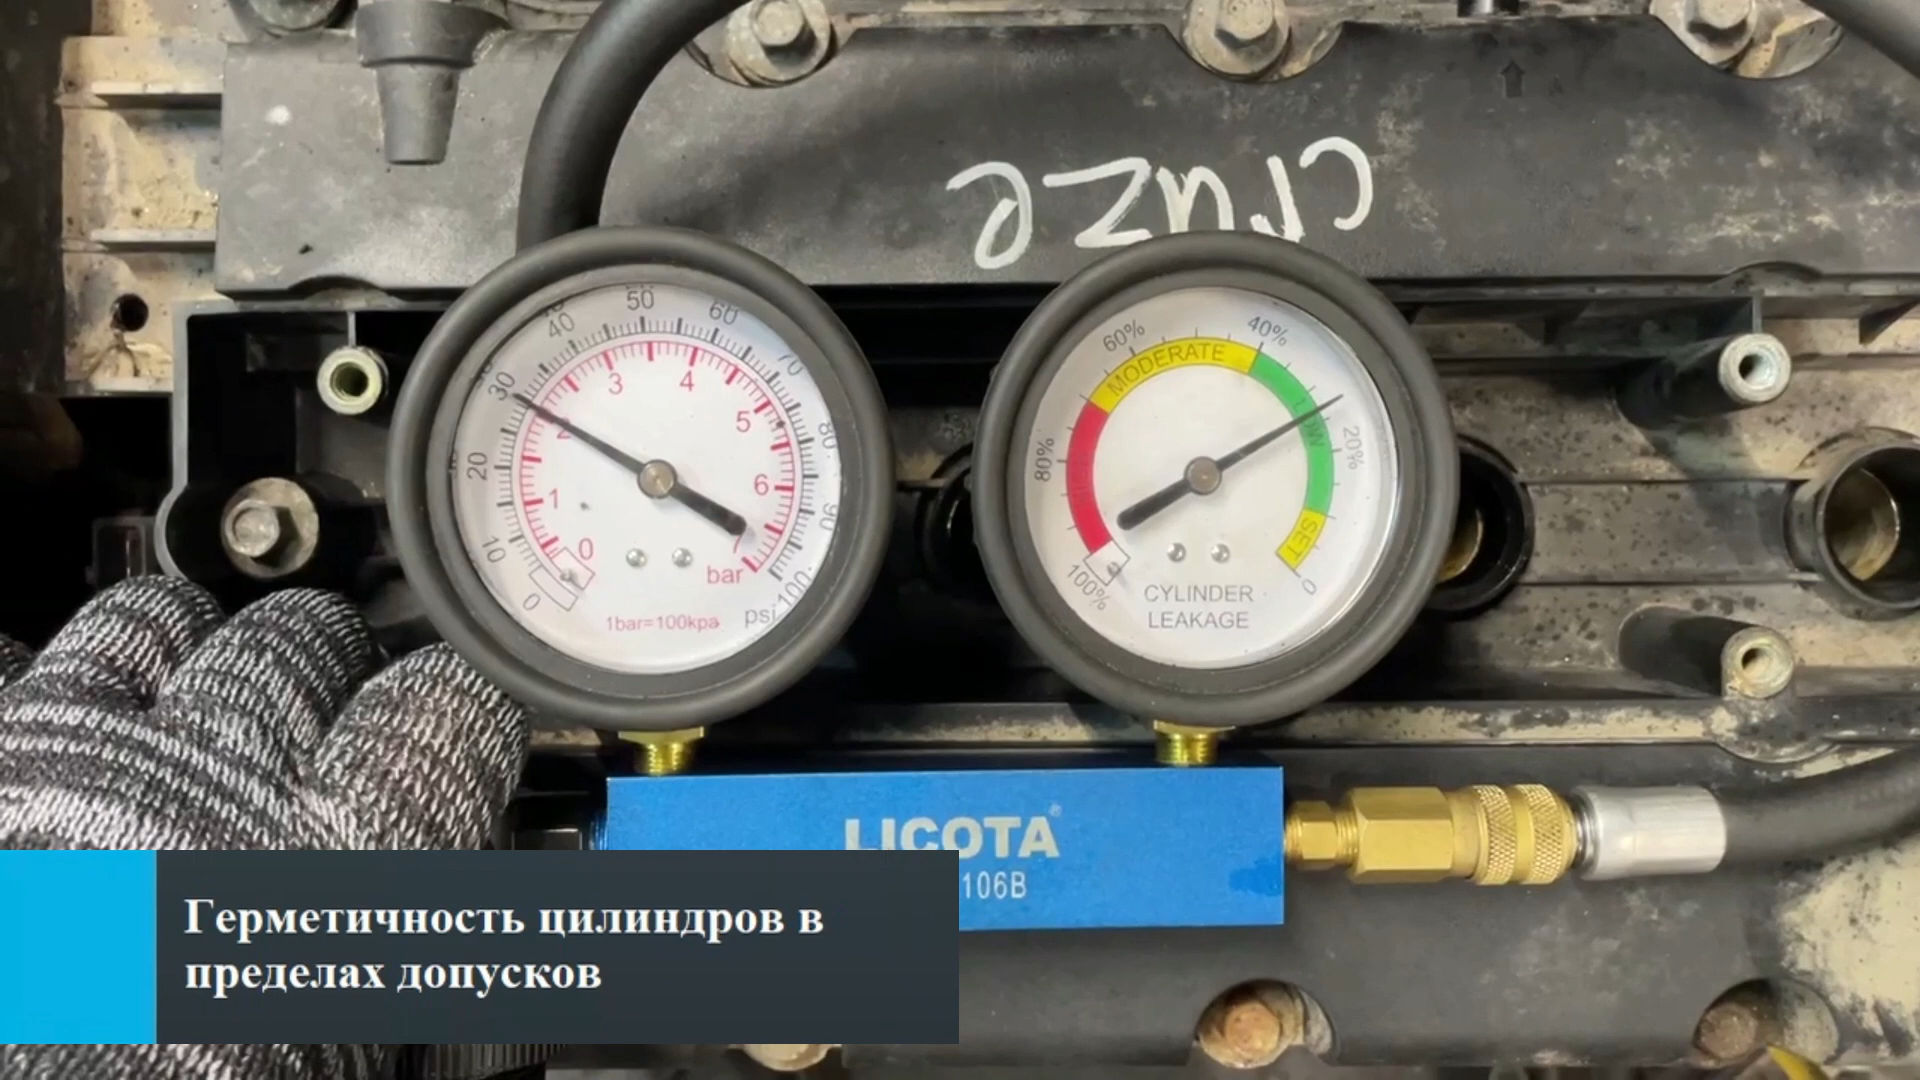 cruze
50
40
60
30
70
20
80
10
90
0
100
psi
0
1
2
3
4
5
6
7
bar
1bar=100kpa
60%
40%
80%
20%
100%
0
MODERATE
LOW
SET
CYLINDER
LEAKAGE
LICOTA®
106B
Герметичность цилиндров в
пределах допусков